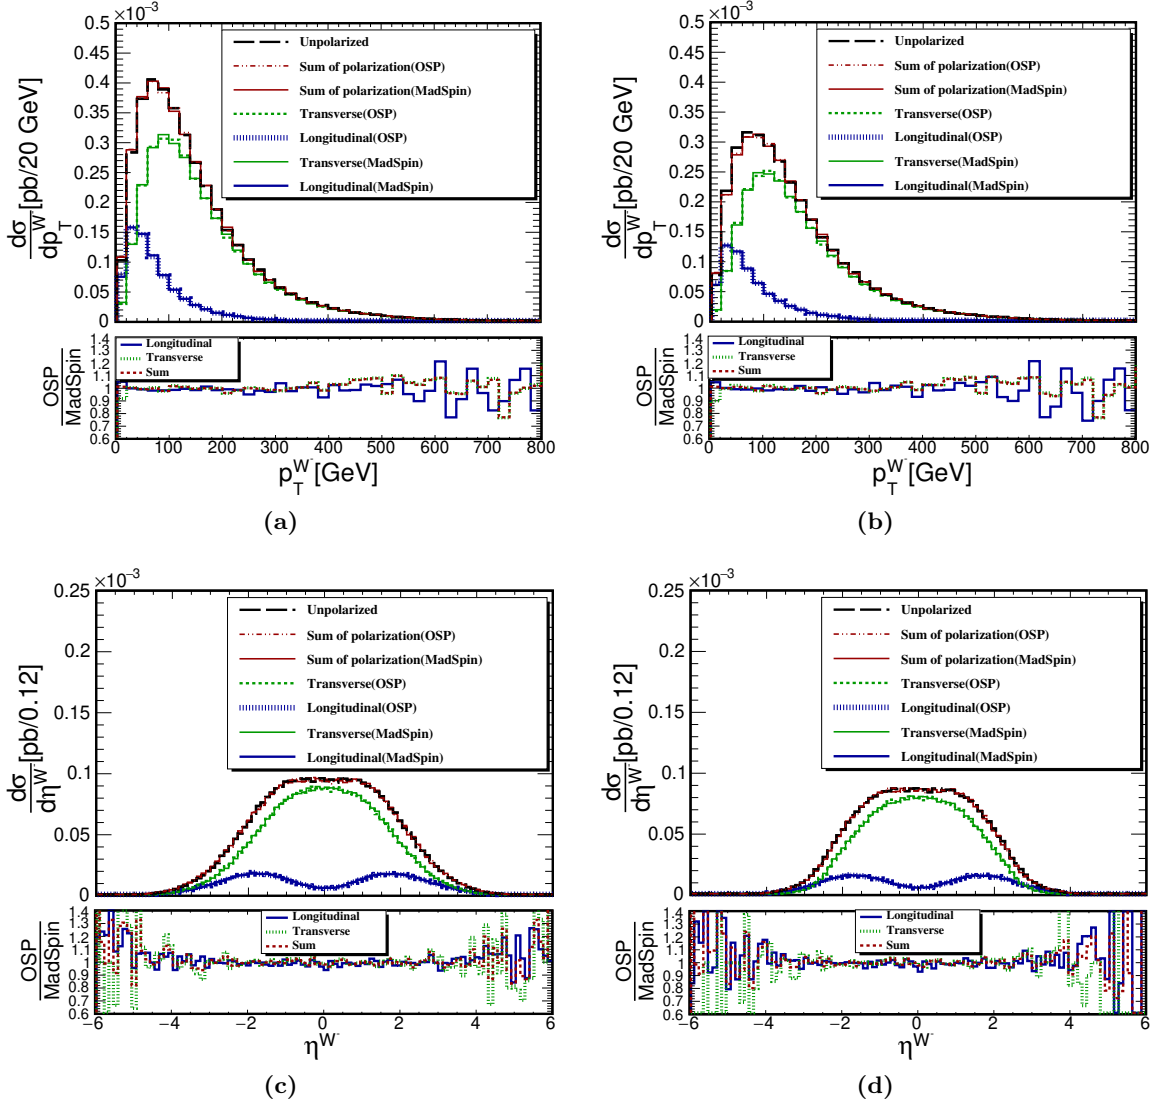 ×10⁻³
0.5
0.45
0.4
0.35
0.3
0.25
0.2
0.15
0.1
0.05
0
dσ/dp_T^{W⁻} [pb/20 GeV]
Unpolarized
Sum of polarization(OSP)
Sum of polarization(MadSpin)
Transverse(OSP)
Longitudinal(OSP)
Transverse(MadSpin)
Longitudinal(MadSpin)
1.4
1.3
1.2
1.1
1
0.9
0.8
0.7
0.6
OSP/MadSpin
Longitudinal
Transverse
Sum
0 100 200 300 400 500 600 700 800
p_T^{W⁻}[GeV]
(a)
×10⁻³
0.5
0.45
0.4
0.35
0.3
0.25
0.2
0.15
0.1
0.05
0
dσ/dp_T^{W⁻} [pb/20 GeV]
Unpolarized
Sum of polarization(OSP)
Sum of polarization(MadSpin)
Transverse(OSP)
Longitudinal(OSP)
Transverse(MadSpin)
Longitudinal(MadSpin)
1.4
1.3
1.2
1.1
1
0.9
0.8
0.7
0.6
OSP/MadSpin
Longitudinal
Transverse
Sum
0 100 200 300 400 500 600 700 800
p_T^{W⁻}[GeV]
(b)
×10⁻³
0.25
0.2
0.15
0.1
0.05
0
dσ/dη^{W⁻} [pb/0.12]
Unpolarized
Sum of polarization(OSP)
Sum of polarization(MadSpin)
Transverse(OSP)
Longitudinal(OSP)
Transverse(MadSpin)
Longitudinal(MadSpin)
1.4
1.3
1.2
1.1
1
0.9
0.8
0.7
0.6
OSP/MadSpin
Longitudinal
Transverse
Sum
−6 −4 −2 0 2 4 6
η^{W⁻}
(c)
×10⁻³
0.25
0.2
0.15
0.1
0.05
0
dσ/dη^{W⁻} [pb/0.12]
Unpolarized
Sum of polarization(OSP)
Sum of polarization(MadSpin)
Transverse(OSP)
Longitudinal(OSP)
Transverse(MadSpin)
Longitudinal(MadSpin)
1.4
1.3
1.2
1.1
1
0.9
0.8
0.7
0.6
OSP/MadSpin
Longitudinal
Transverse
Sum
−6 −4 −2 0 2 4 6
η^{W⁻}
(d)